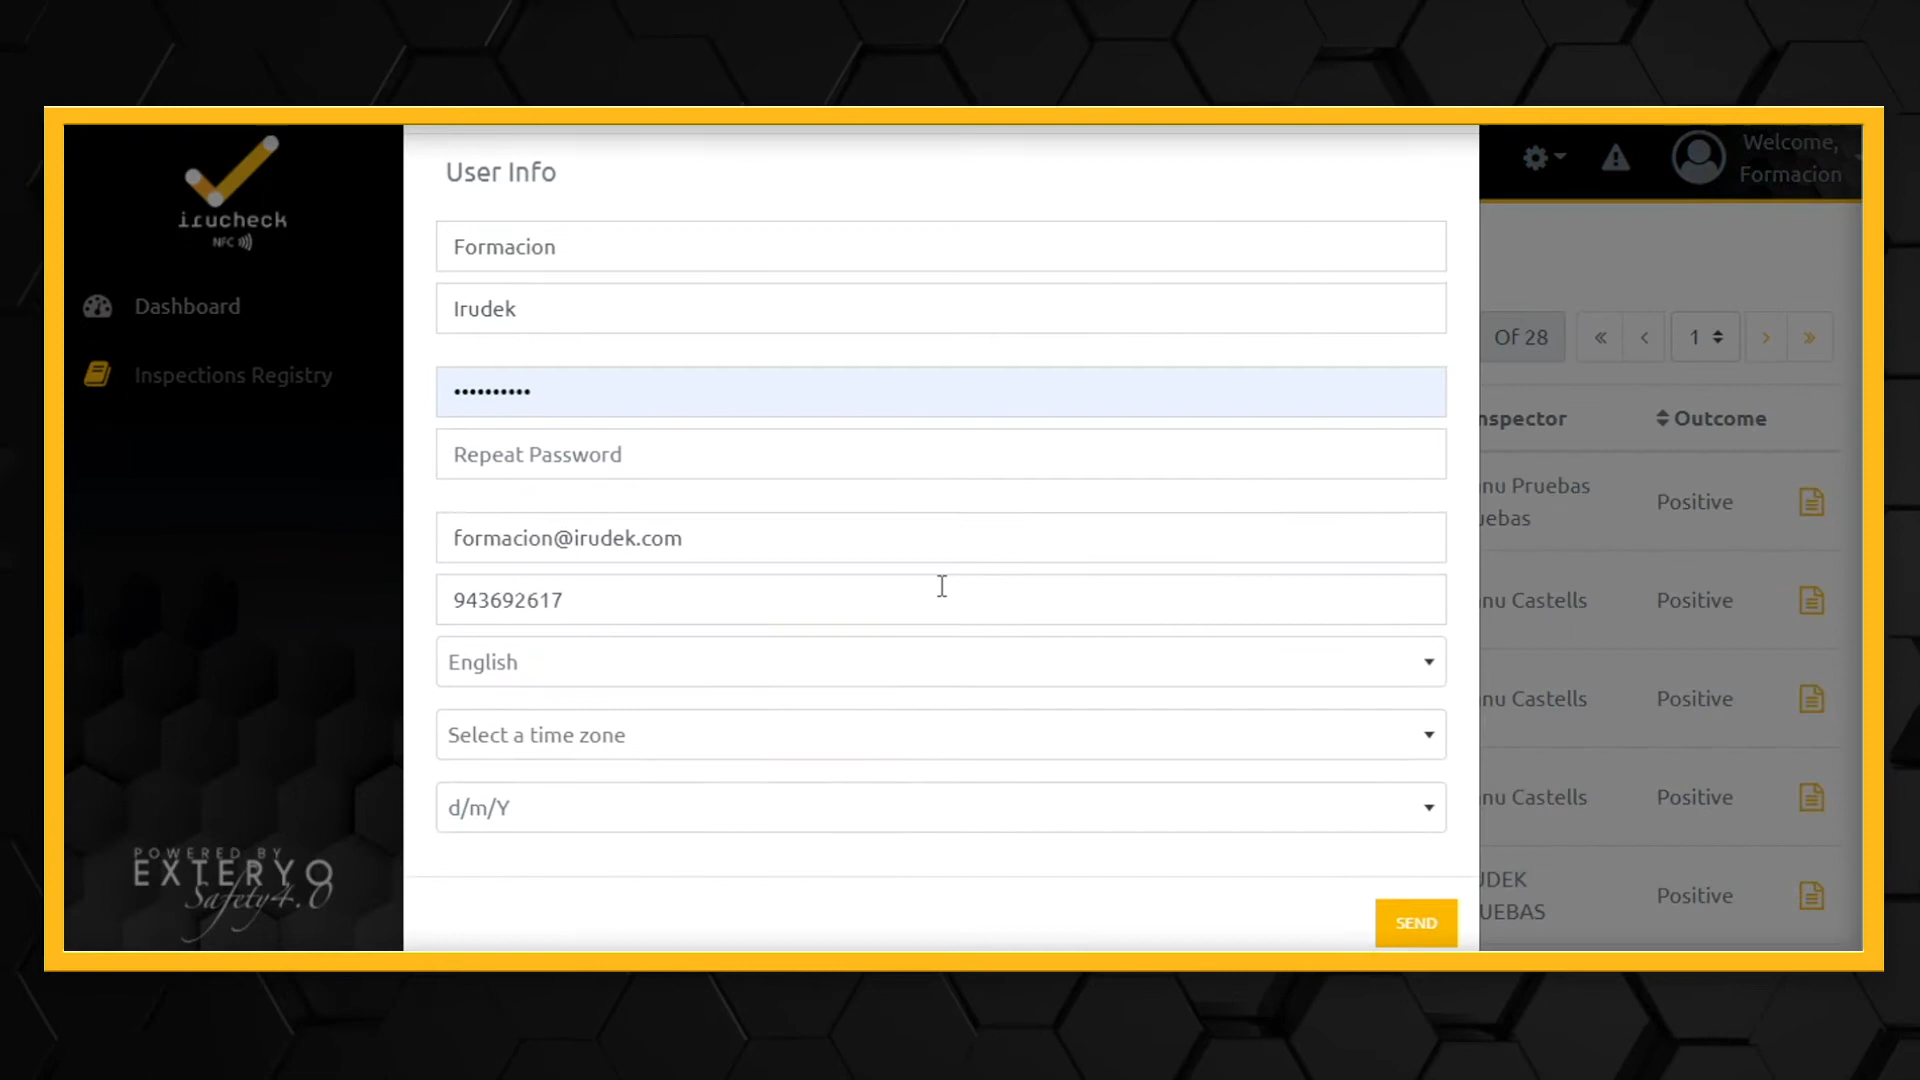 irucheck
NFC
Dashboard
Inspections Registry
POWERED BY
EXTERYO
Safety4.0
User Info
Formacion
Irudek
••••••••••
Repeat Password
formacion@irudek.com
943692617
English
Select a time zone
d/m/Y
SEND
Welcome,
Formacion
Of 28
«
‹
1
›
»
nspector
Outcome
nu Pruebas
uebas
Positive
nu Castells
Positive
nu Castells
Positive
nu Castells
Positive
UDEK
UEBAS
Positive